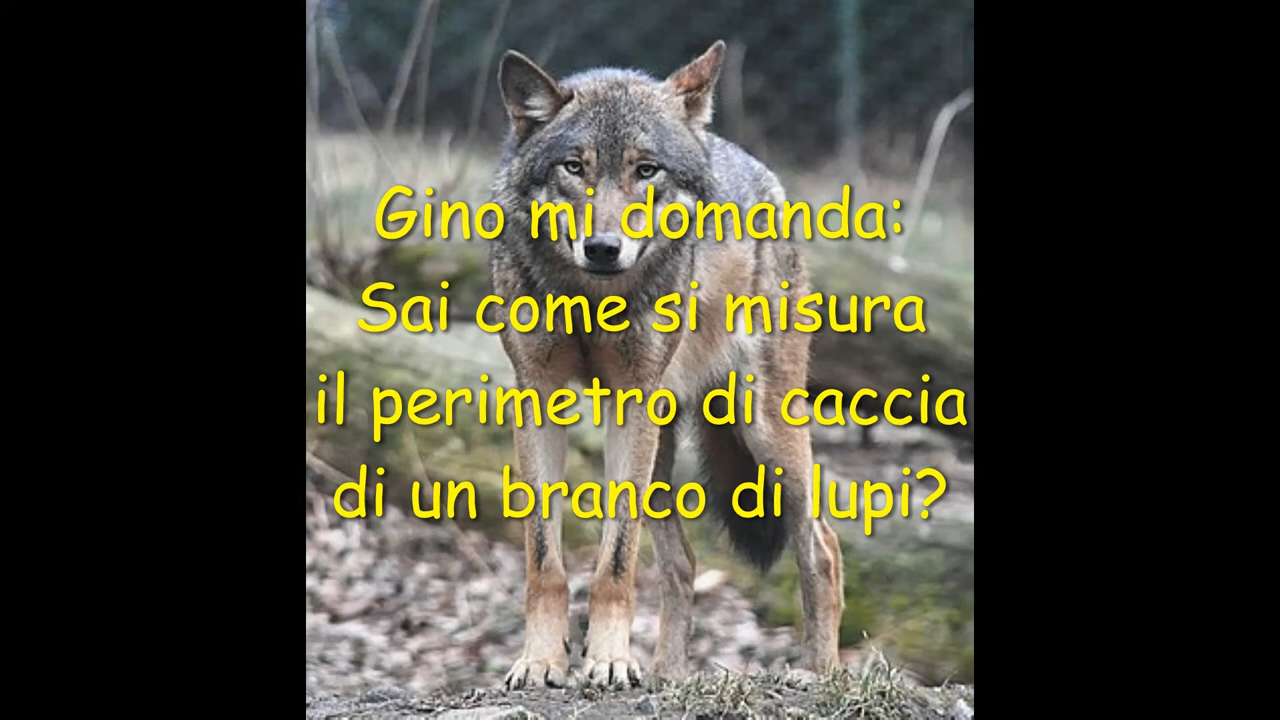 Gino mi domanda:
Sai come si misura
il perimetro di caccia
di un branco di lupi?